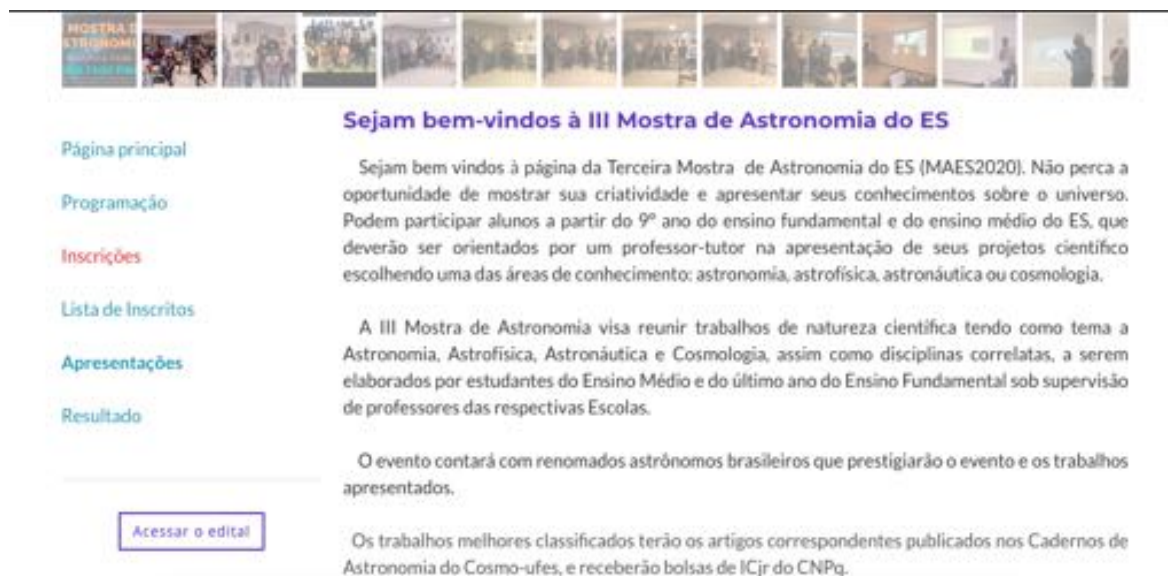 MOSTRA D
Sejam bem-vindos à III Mostra de Astronomia do ES
Página principal
Programação
Inscrições
Lista de Inscritos
Apresentações
Resultado
Acessar o edital
Sejam bem vindos à página da Terceira Mostra de Astronomia do ES (MAES2020). Não perca a
oportunidade de mostrar sua criatividade e apresentar seus conhecimentos sobre o universo.
Podem participar alunos a partir do 9º ano do ensino fundamental e do ensino médio do ES, que
deverão ser orientados por um professor-tutor na apresentação de seus projetos científico
escolhendo uma das áreas de conhecimento: astronomia, astrofísica, astronáutica ou cosmologia.
A III Mostra de Astronomia visa reunir trabalhos de natureza científica tendo como tema a
Astronomia, Astrofísica, Astronáutica e Cosmologia, assim como disciplinas correlatas, a serem
elaborados por estudantes do Ensino Médio e do último ano do Ensino Fundamental sob supervisão
de professores das respectivas Escolas.
O evento contará com renomados astrônomos brasileiros que prestigiarão o evento e os trabalhos
apresentados.
Os trabalhos melhores classificados terão os artigos correspondentes publicados nos Cadernos de
Astronomia do Cosmo-ufes, e receberão bolsas de ICjr do CNPq.